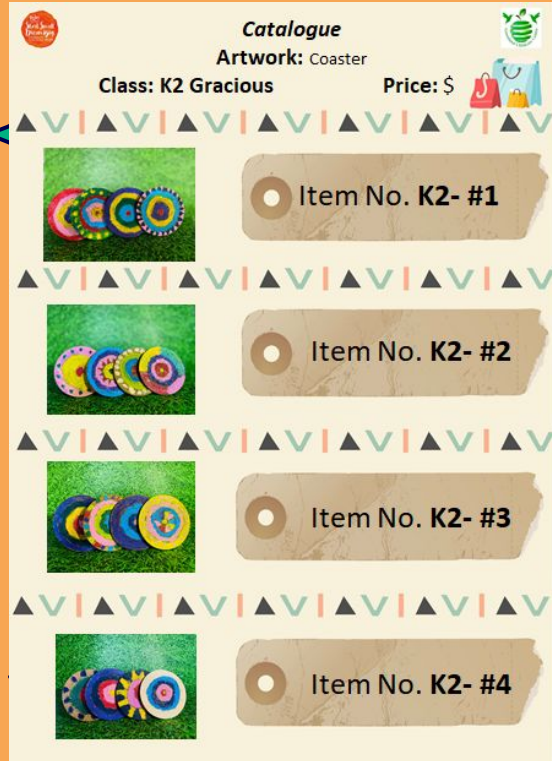 Catalogue
Artwork: Coaster
Class: K2 Gracious Price: $
Item No. K2- #1
Item No. K2- #2
Item No. K2- #3
Item No. K2- #4